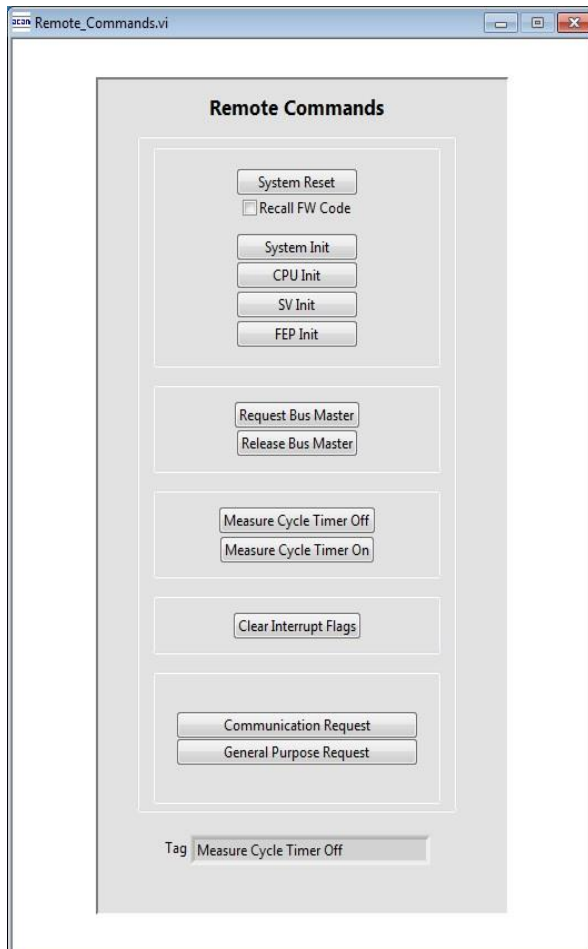 acam Remote_Commands.vi
Remote Commands
System Reset
Recall FW Code
System Init
CPU Init
SV Init
FEP Init
Request Bus Master
Release Bus Master
Measure Cycle Timer Off
Measure Cycle Timer On
Clear Interrupt Flags
Communication Request
General Purpose Request
Tag Measure Cycle Timer Off